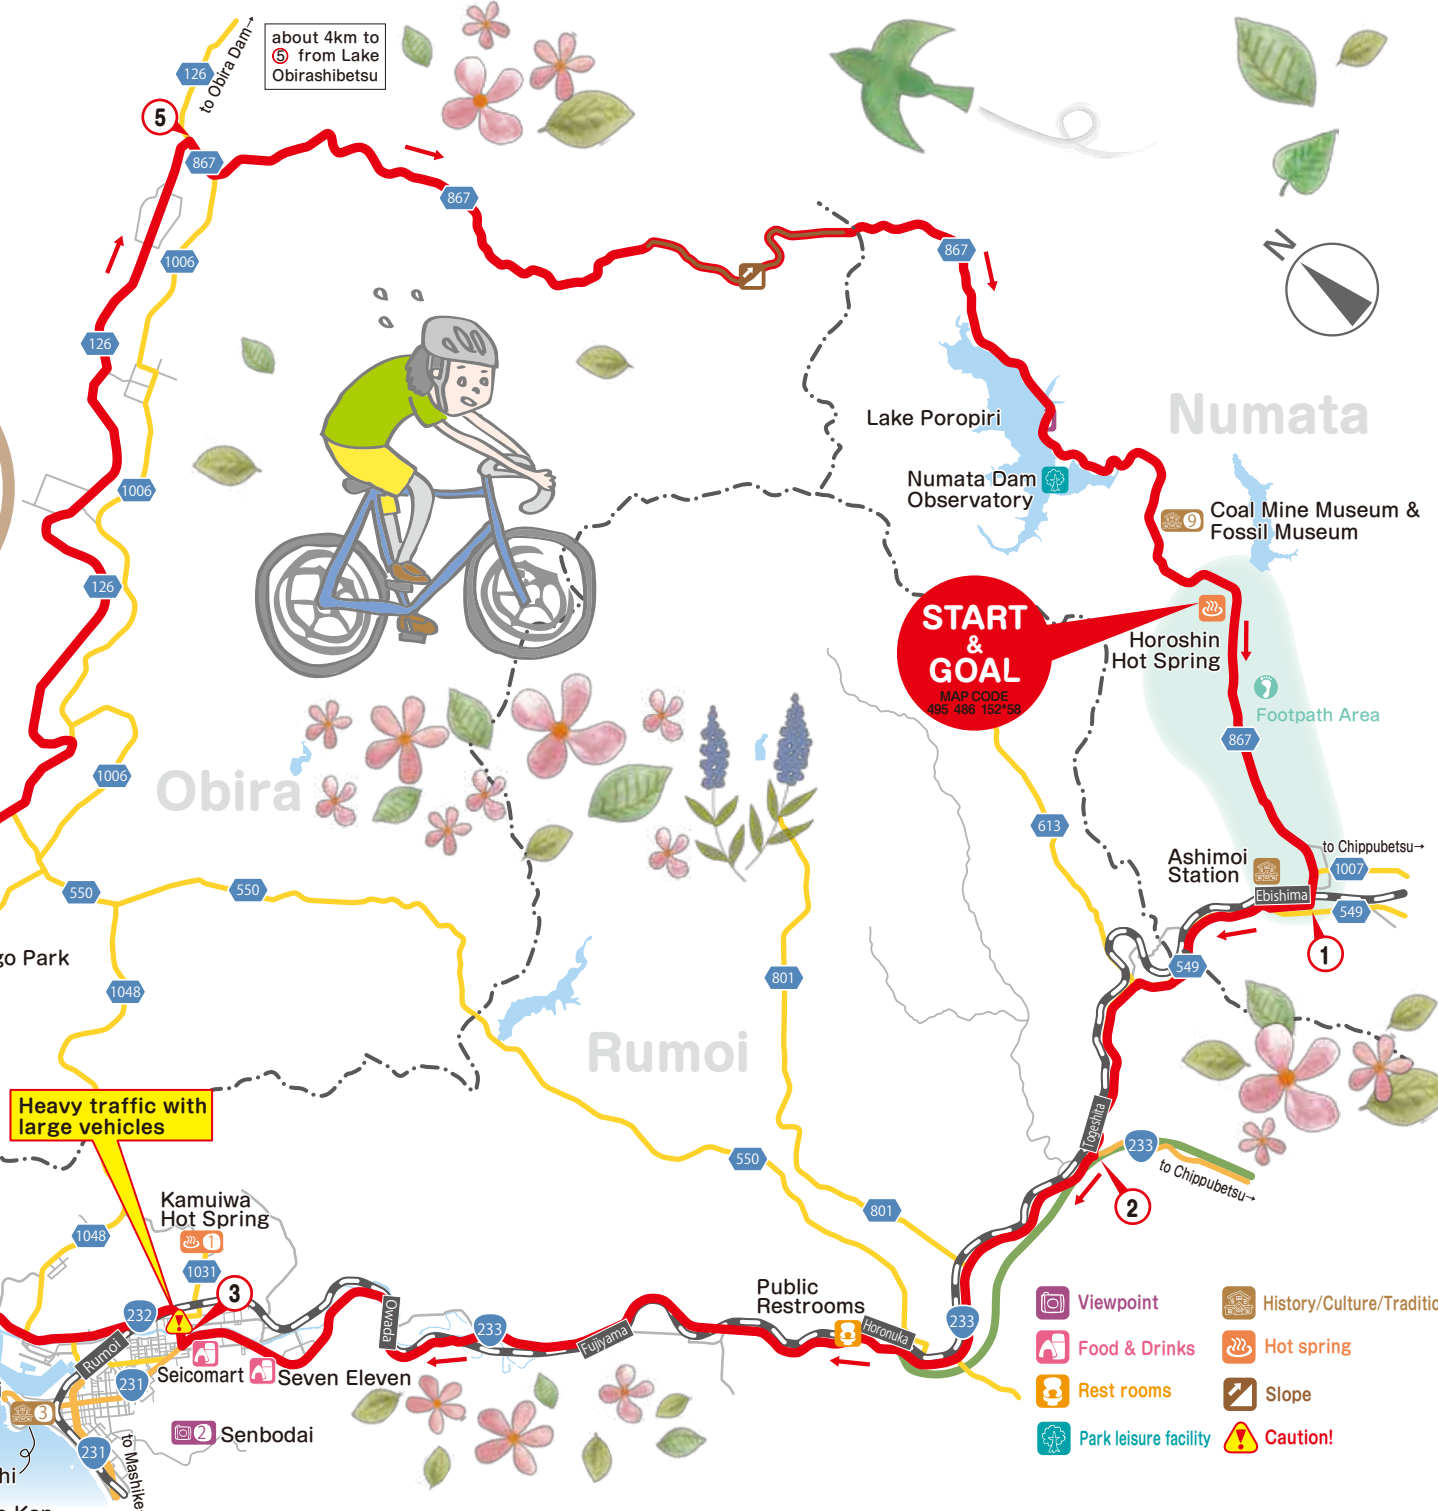 about 4km to
⑤ from Lake
Obirashibetsu
to Obira Dam→
126
5
867
867
867
1006
126
1006
126
1006
N
Numata
Lake Poropiri
Numata Dam
Observatory
9
Coal Mine Museum &
Fossil Museum
START
&
GOAL
MAP CODE
495 486 152*58
Horoshin
Hot Spring
Footpath Area
867
613
Obira
550
550
Ashimoi
Station
Ebishima
to Chippubetsu→
1007
549
1
549
go Park
1048
801
Rumoi
Heavy traffic with
large vehicles
Togeshita
233
to Chippubetsu→
2
550
801
Kamuiwa
Hot Spring
1
1048
1031
3
232
Rumoi
Owada
233
Fujiyama
Public
Restrooms
Horonuka
233
Seicomart
Seven Eleven
231
3
2
Senbodai
231
to Mashike
hi
Viewpoint
Food & Drinks
Rest rooms
Park leisure facility
History/Culture/Traditio
Hot spring
Slope
Caution!